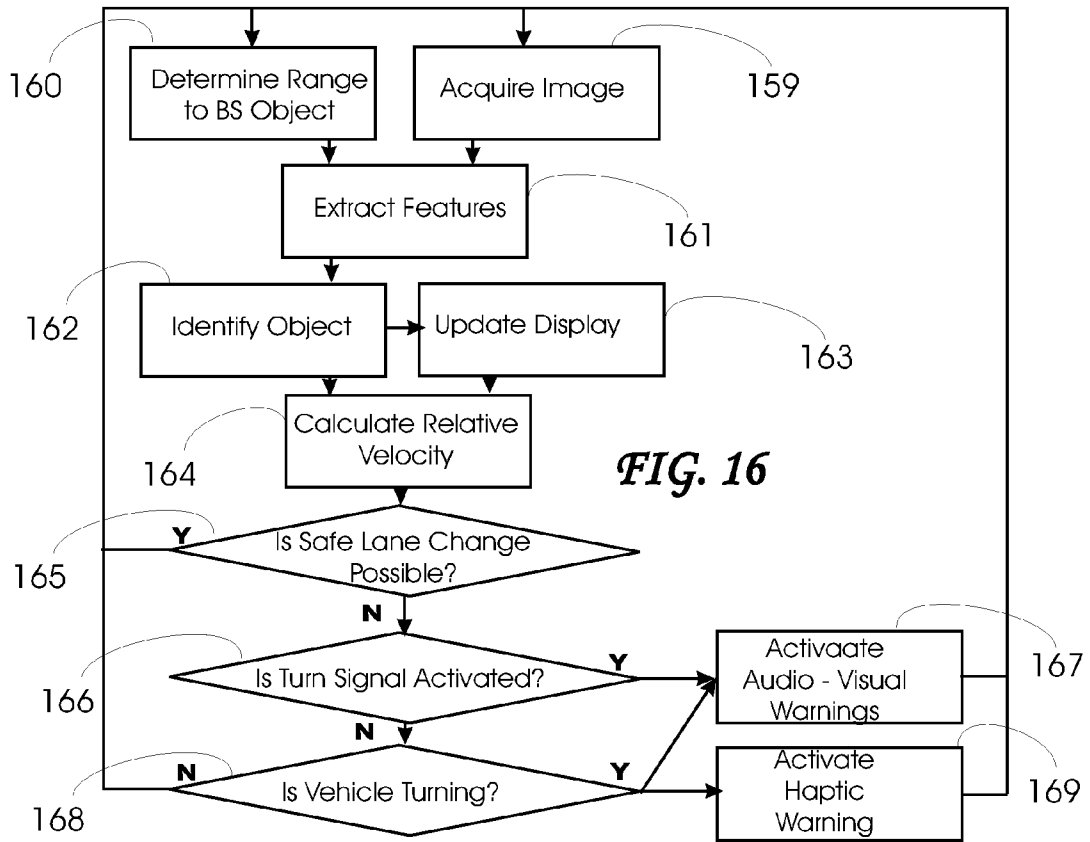 160
Determine Range
to BS Object
Acquire Image
159
Extract Features
161
162
Identify Object
Update Display
163
164
Calculate Relative
Velocity
FIG. 16
165
Y
Is Safe Lane Change
Possible?
N
166
Is Turn Signal Activated?
Y
Activaate
Audio - Visual
Warnings
167
N
168
N
Is Vehicle Turning?
Y
Activate
Haptic
Warning
169